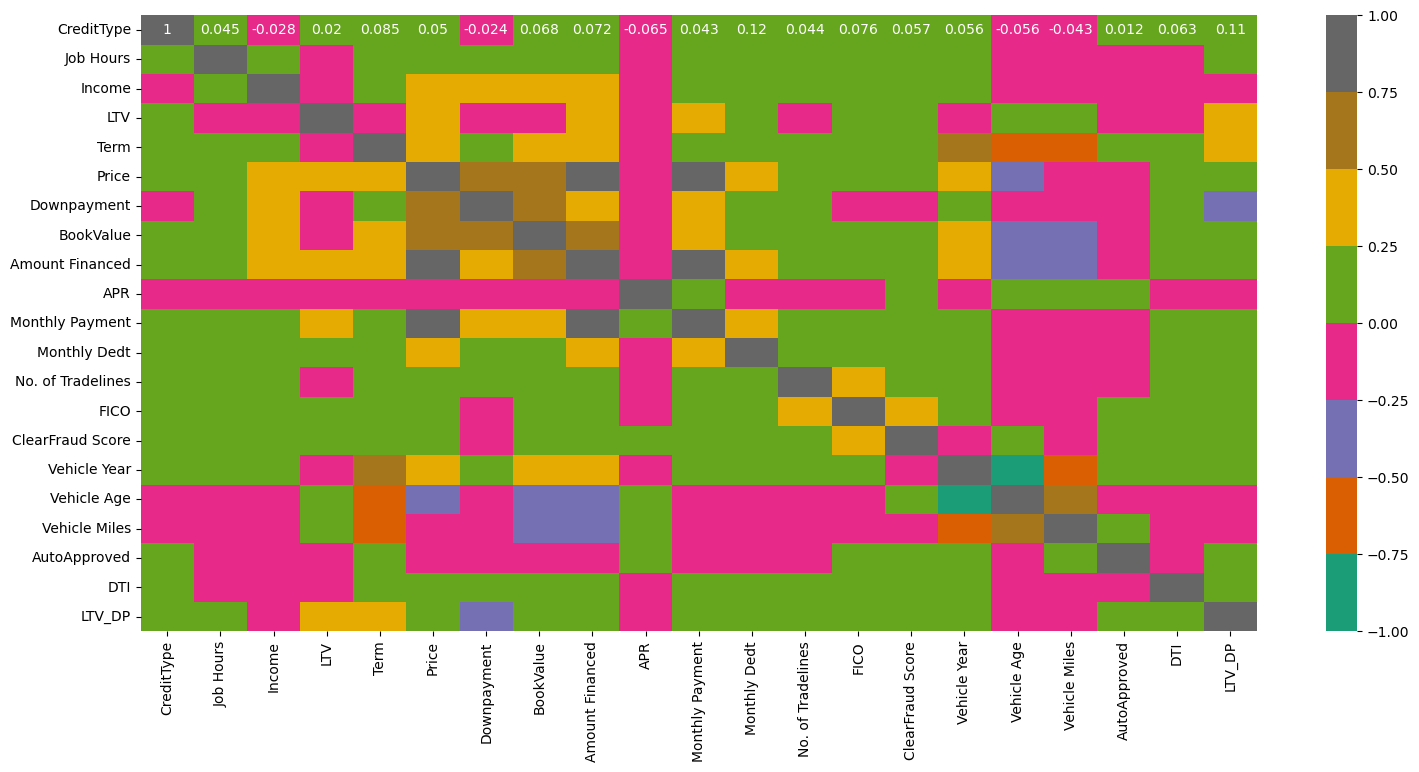 CreditType 1 0.045 -0.028 0.02 0.085 0.05 -0.024 0.068 0.072 -0.065 0.043 0.12 0.044 0.076 0.057 0.056 -0.056 -0.043 0.012 0.063 0.11
Job Hours
Income
LTV
Term
Price
Downpayment
BookValue
Amount Financed
APR
Monthly Payment
Monthly Dedt
No. of Tradelines
FICO
ClearFraud Score
Vehicle Year
Vehicle Age
Vehicle Miles
AutoApproved
DTI
LTV_DP
CreditType
Job Hours
Income
LTV
Term
Price
Downpayment
BookValue
Amount Financed
APR
Monthly Payment
Monthly Dedt
No. of Tradelines
FICO
ClearFraud Score
Vehicle Year
Vehicle Age
Vehicle Miles
AutoApproved
DTI
LTV_DP
1.00
0.75
0.50
0.25
0.00
−0.25
−0.50
−0.75
−1.00